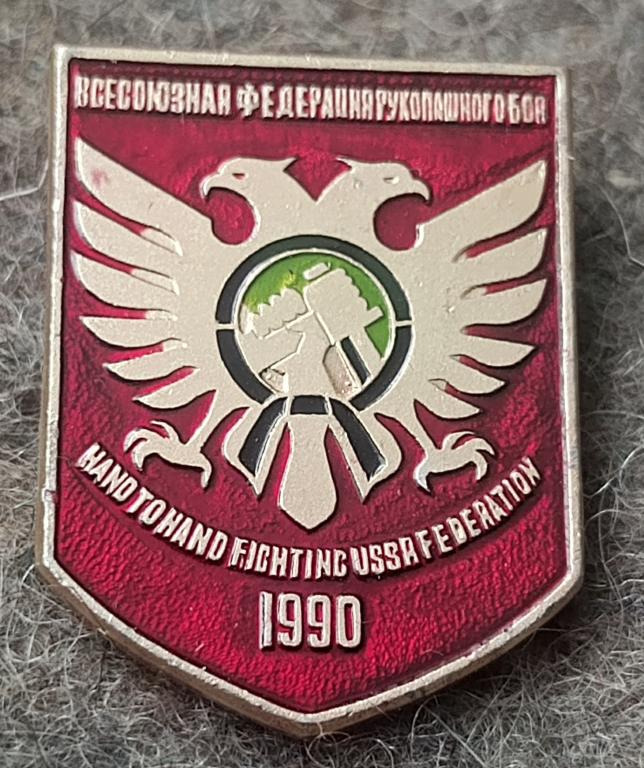 ВСЕСОЮЗНАЯ ФЕДЕРАЦИЯ РУКОПАШНОГО БОЯ
HAND TO HAND FIGHTING USSR FEDERATION
1990